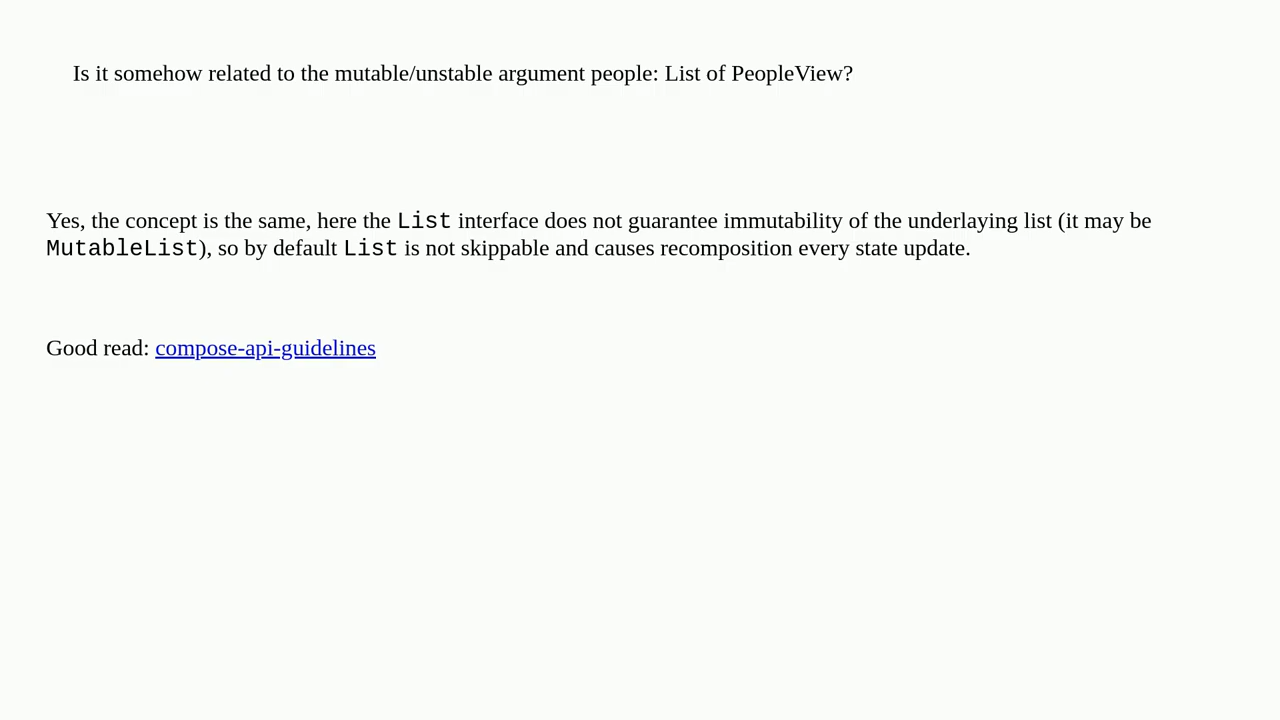 Is it somehow related to the mutable/unstable argument people: List of PeopleView?
Yes, the concept is the same, here the List interface does not guarantee immutability of the underlaying list (it may be
MutableList), so by default List is not skippable and causes recomposition every state update.
Good read: compose-api-guidelines